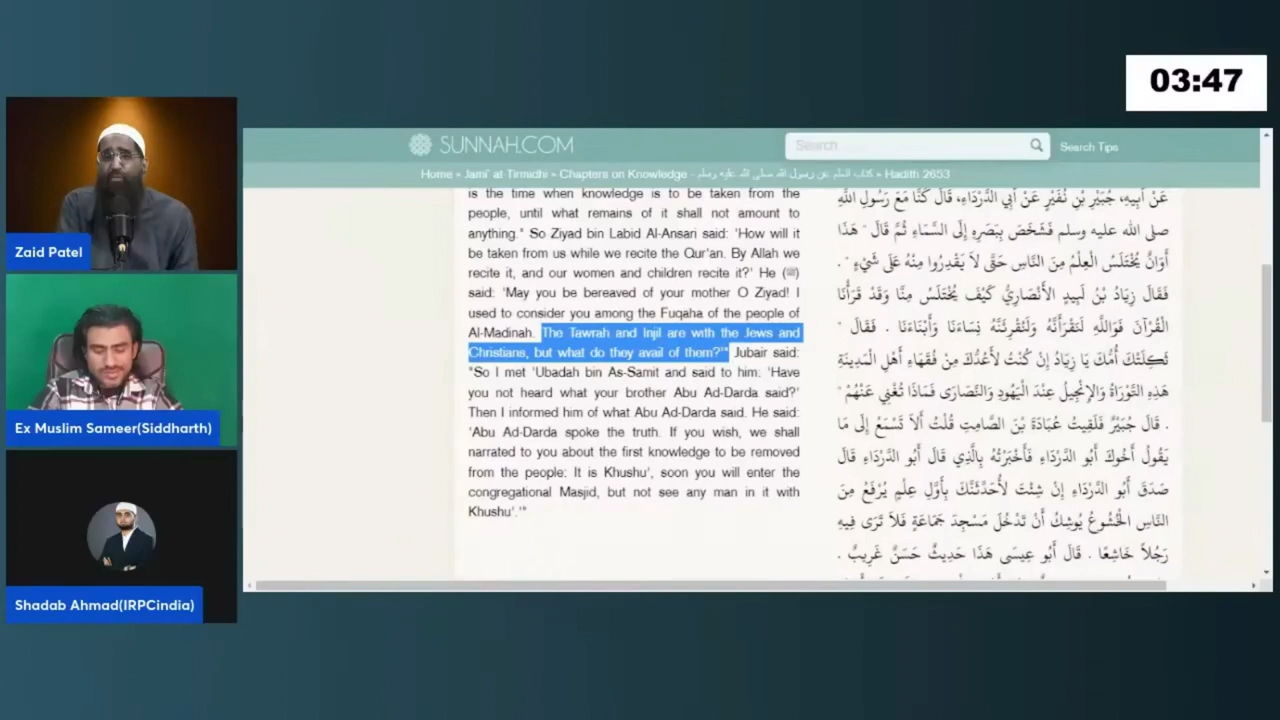 03:47
SUNNAH.COM
Search
Search Tips
Home » Jami` at-Tirmidhi » Chapters on Knowledge - كتاب العلم عن رسول الله صلى الله عليه وسلم » Hadith 2653
is the time when knowledge is to be taken from the
people, until what remains of it shall not amount to
anything." So Ziyad bin Labid Al-Ansari said: 'How will it
be taken from us while we recite the Qur'an. By Allah we
recite it, and our women and children recite it?' He (ﷺ)
said: 'May you be bereaved of your mother O Ziyad! I
used to consider you among the Fuqaha of the people of
Al-Madinah. The Tawrah and Injil are with the Jews and
Christians, but what do they avail of them?'" Jubair said:
"So I met 'Ubadah bin As-Samit and said to him: 'Have
you not heard what your brother Abu Ad-Darda said?'
Then I informed him of what Abu Ad-Darda said. He said:
'Abu Ad-Darda spoke the truth. If you wish, we shall
narrated to you about the first knowledge to be removed
from the people: It is Khushu', soon you will enter the
congregational Masjid, but not see any man in it with
Khushu'.'"
عَنْ أَبِيهِ، جُبَيْرِ بْنِ نُفَيْرٍ عَنْ أَبِي الدَّرْدَاءِ، قَالَ كُنَّا مَعَ رَسُولِ اللَّهِ
صلى الله عليه وسلم فَشَخَصَ بِبَصَرِهِ إِلَى السَّمَاءِ ثُمَّ قَالَ " هَذَا
أَوَانُ يُخْتَلَسُ الْعِلْمُ مِنَ النَّاسِ حَتَّى لاَ يَقْدِرُوا مِنْهُ عَلَى شَيْءٍ " .
فَقَالَ زِيَادُ بْنُ لَبِيدٍ الأَنْصَارِيُّ كَيْفَ يُخْتَلَسُ مِنَّا وَقَدْ قَرَأْنَا
الْقُرْآنَ فَوَاللَّهِ لَنَقْرَأَنَّهُ وَلَنُقْرِئَنَّهُ نِسَاءَنَا وَأَبْنَاءَنَا . فَقَالَ "
ثَكِلَتْكَ أُمُّكَ يَا زِيَادُ إِنْ كُنْتُ لأَعُدُّكَ مِنْ فُقَهَاءِ أَهْلِ الْمَدِينَةِ
هَذِهِ التَّوْرَاةُ وَالإِنْجِيلُ عِنْدَ الْيَهُودِ وَالنَّصَارَى فَمَاذَا تُغْنِي عَنْهُمْ "
. قَالَ جُبَيْرٌ فَلَقِيتُ عُبَادَةَ بْنَ الصَّامِتِ قُلْتُ أَلاَ تَسْمَعُ إِلَى مَا
يَقُولُ أَخُوكَ أَبُو الدَّرْدَاءِ فَأَخْبَرْتُهُ بِالَّذِي قَالَ أَبُو الدَّرْدَاءِ قَالَ
صَدَقَ أَبُو الدَّرْدَاءِ إِنْ شِئْتَ لأُحَدِّثَنَّكَ بِأَوَّلِ عِلْمٍ يُرْفَعُ مِنَ
النَّاسِ الْخُشُوعُ يُوشِكُ أَنْ تَدْخُلَ مَسْجِدَ جَمَاعَةٍ فَلاَ تَرَى فِيهِ
رَجُلاً خَاشِعًا . قَالَ أَبُو عِيسَى هَذَا حَدِيثٌ حَسَنٌ غَرِيبٌ .
Zaid Patel
Ex Muslim Sameer(Siddharth)
Shadab Ahmad(IRPCindia)